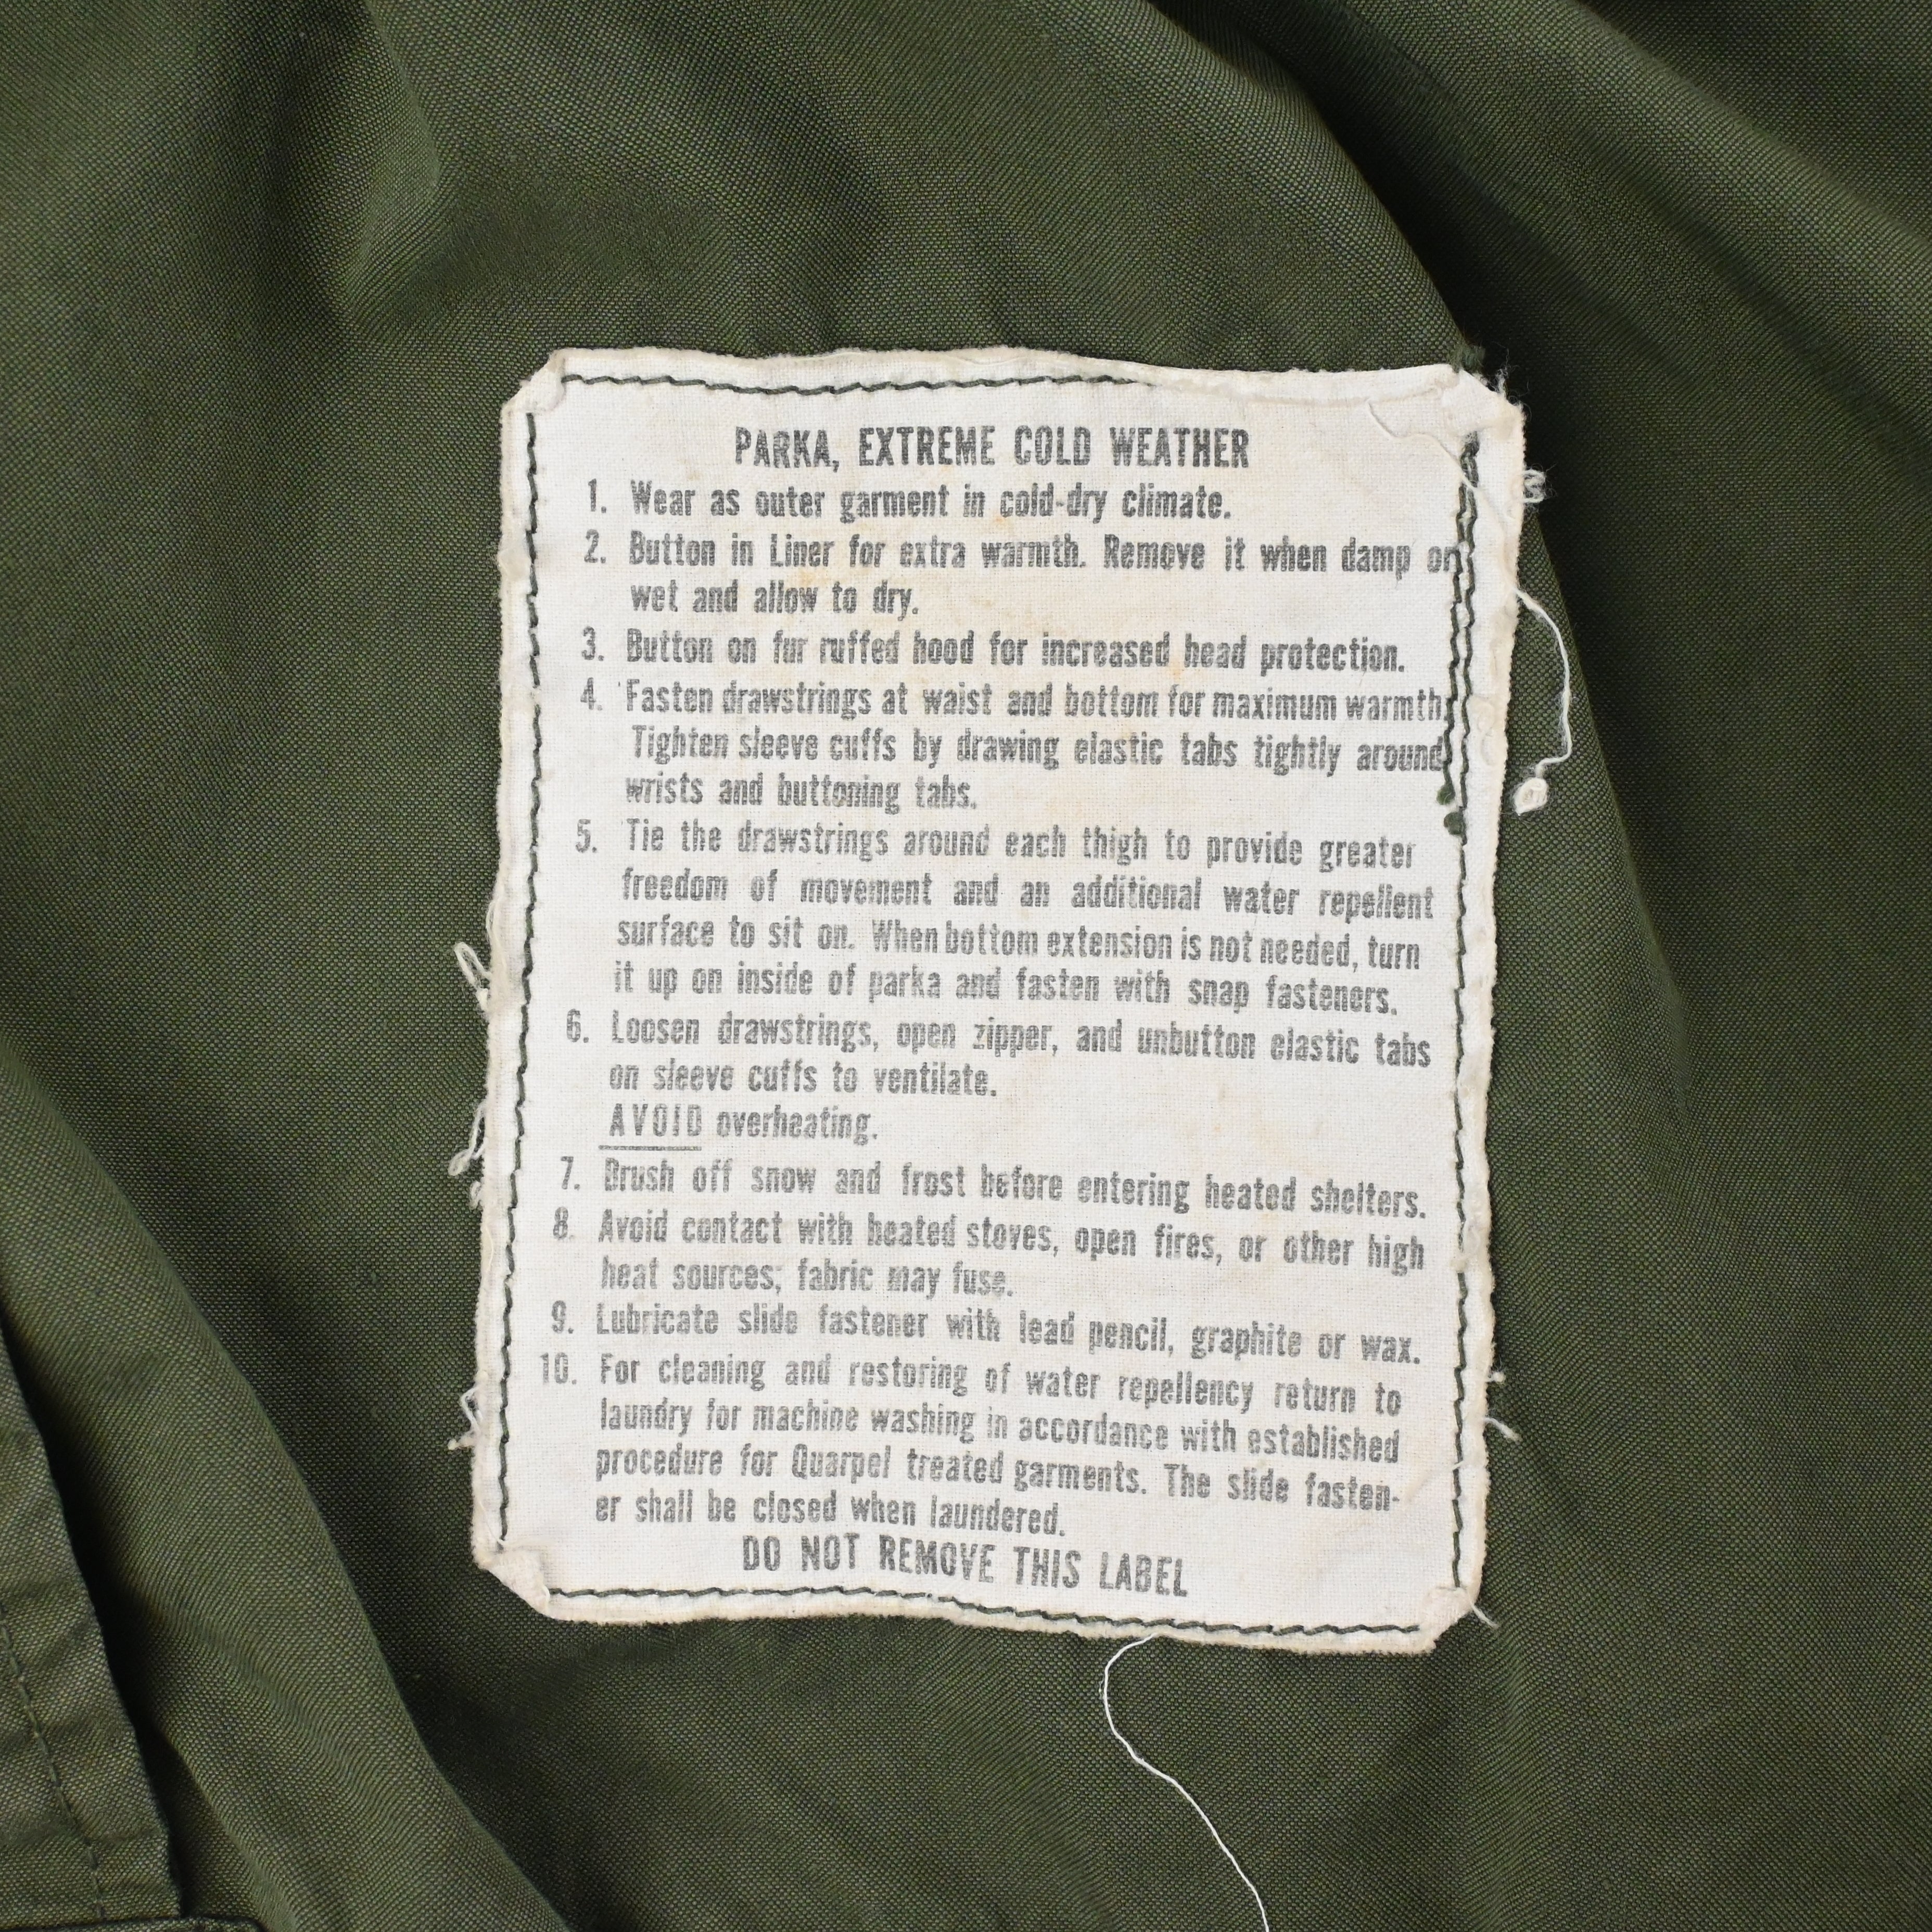 PARKA, EXTREME COLD WEATHER
1. Wear as outer garment in cold-dry climate.
2. Button in Liner for extra warmth. Remove it when damp or
wet and allow to dry.
3. Button on fur ruffed hood for increased head protection.
4. Fasten drawstrings at waist and bottom for maximum warmth.
Tighten sleeve cuffs by drawing elastic tabs tightly around
wrists and buttoning tabs.
5. Tie the drawstrings around each thigh to provide greater
freedom of movement and an additional water repellent
surface to sit on. When bottom extension is not needed, turn
it up on inside of parka and fasten with snap fasteners.
6. Loosen drawstrings, open zipper, and unbutton elastic tabs
on sleeve cuffs to ventilate.
AVOID overheating.
7. Brush off snow and frost before entering heated shelters.
8. Avoid contact with heated stoves, open fires, or other high
heat sources; fabric may fuse.
9. Lubricate slide fastener with lead pencil, graphite or wax.
10. For cleaning and restoring of water repellency return to
laundry for machine washing in accordance with established
procedure for Quarpel treated garments. The slide fasten-
er shall be closed when laundered.
DO NOT REMOVE THIS LABEL